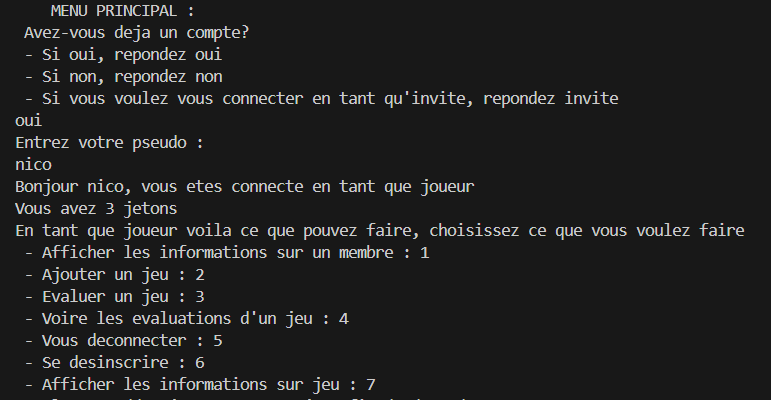 MENU PRINCIPAL :
Avez-vous deja un compte?
- Si oui, repondez oui
- Si non, repondez non
- Si vous voulez vous connecter en tant qu'invite, repondez invite
oui
Entrez votre pseudo :
nico
Bonjour nico, vous etes connecte en tant que joueur
Vous avez 3 jetons
En tant que joueur voila ce que pouvez faire, choisissez ce que vous voulez faire
- Afficher les informations sur un membre : 1
- Ajouter un jeu : 2
- Evaluer un jeu : 3
- Voire les evaluations d'un jeu : 4
- Vous deconnecter : 5
- Se desinscrire : 6
- Afficher les informations sur jeu : 7